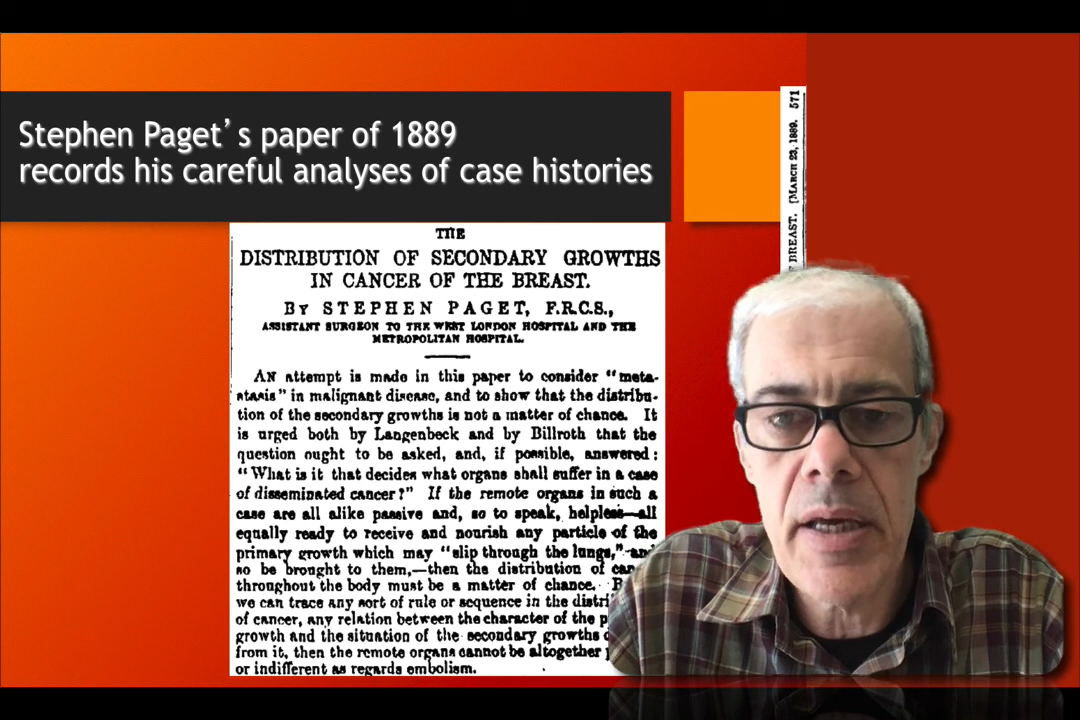 Stephen Paget’s paper of 1889
records his careful analyses of case histories
571
[MARCH 23, 1889.
BREAST.
THE
DISTRIBUTION OF SECONDARY GROWTHS
IN CANCER OF THE BREAST.
BY STEPHEN PAGET, F.R.C.S.,
ASSISTANT SURGEON TO THE WEST LONDON HOSPITAL AND THE
METROPOLITAN HOSPITAL.
AN attempt is made in this paper to consider “meta-
stasis” in malignant disease, and to show that the distribu-
tion of the secondary growths is not a matter of chance. It
is urged both by Langenbeck and by Billroth that the
question ought to be asked, and, if possible, answered:
“What is it that decides what organs shall suffer in a case
of disseminated cancer?” If the remote organs in such a
case are all alike passive and, so to speak, helpless—all
equally ready to receive and nourish any particle of the
primary growth which may “slip through the lungs,” and
so be brought to them,—then the distribution of
throughout the body must be a matter of chance.
we can trace any sort of rule or sequence in the
of cancer, any relation between the character of the
growth and the situation of the secondary growths
from it, then the remote organs cannot be altogether
or indifferent as regards embolism.